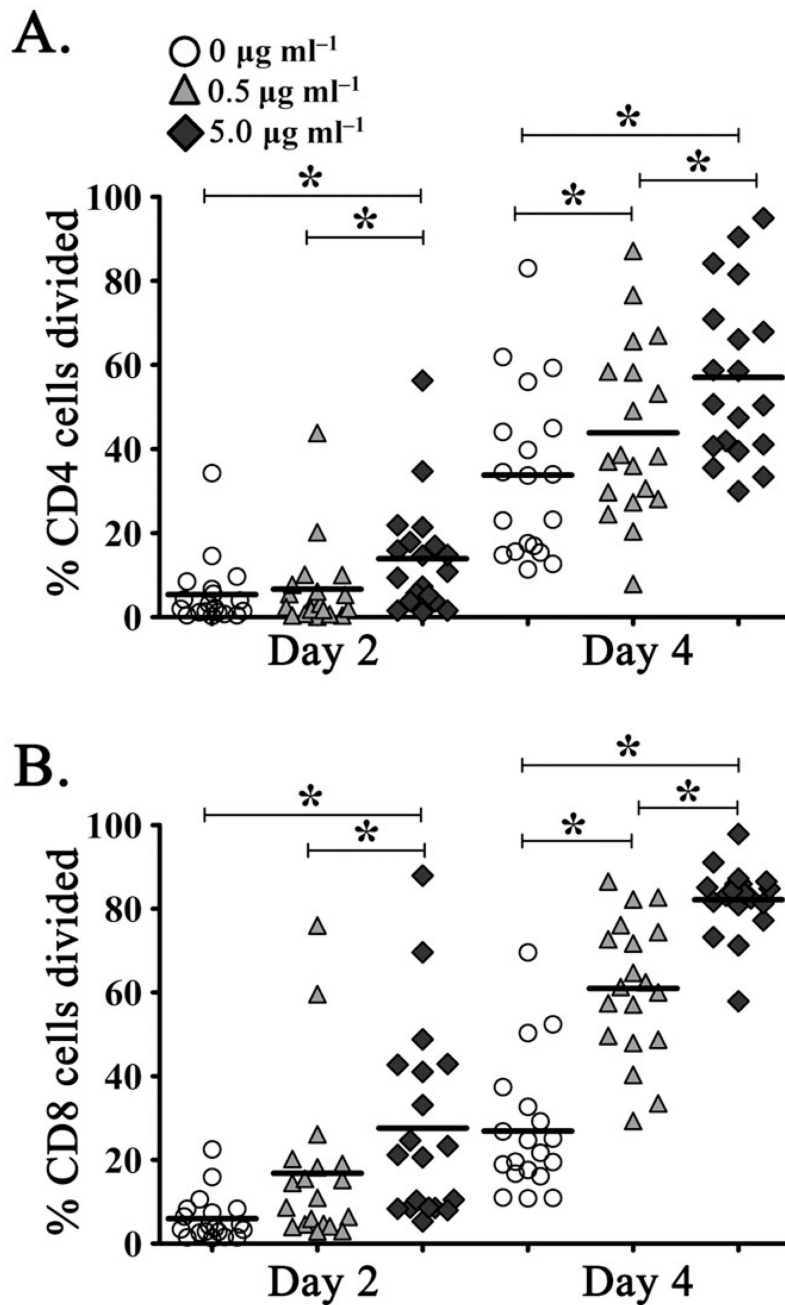 A.
0 µg ml⁻¹
0.5 µg ml⁻¹
5.0 µg ml⁻¹
* * * * *
% CD4 cells divided
100
80
60
40
20
0
Day 2 Day 4
B.
* * * * *
% CD8 cells divided
100
80
60
40
20
0
Day 2 Day 4